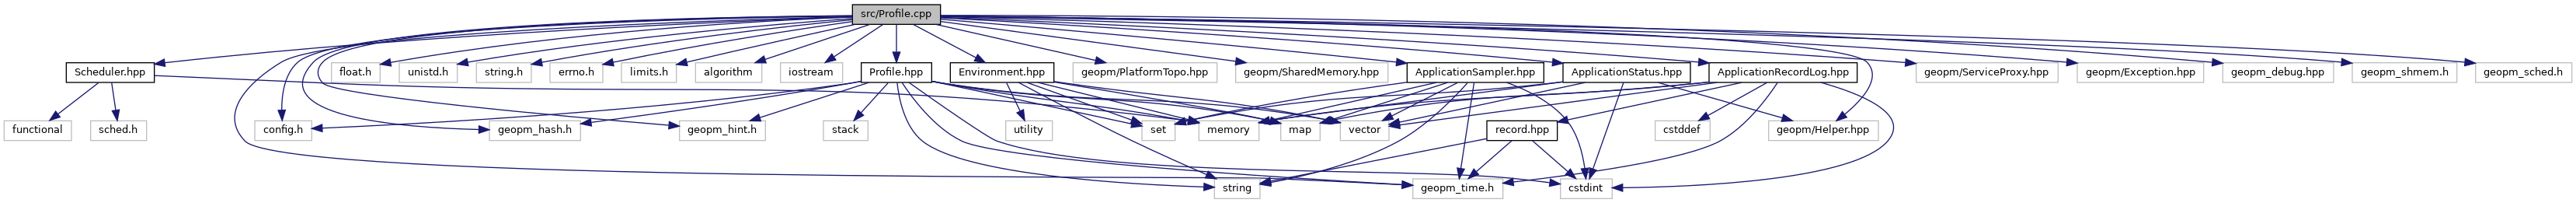 src/Profile.cpp
Scheduler.hpp
float.h
unistd.h
string.h
errno.h
limits.h
algorithm
iostream
Profile.hpp
Environment.hpp
geopm/PlatformTopo.hpp
geopm/SharedMemory.hpp
ApplicationSampler.hpp
ApplicationStatus.hpp
ApplicationRecordLog.hpp
geopm/ServiceProxy.hpp
geopm/Exception.hpp
geopm_debug.hpp
geopm_shmem.h
geopm_sched.h
functional
sched.h
config.h
geopm_hash.h
geopm_hint.h
stack
utility
set
memory
map
vector
record.hpp
cstddef
geopm/Helper.hpp
string
geopm_time.h
cstdint